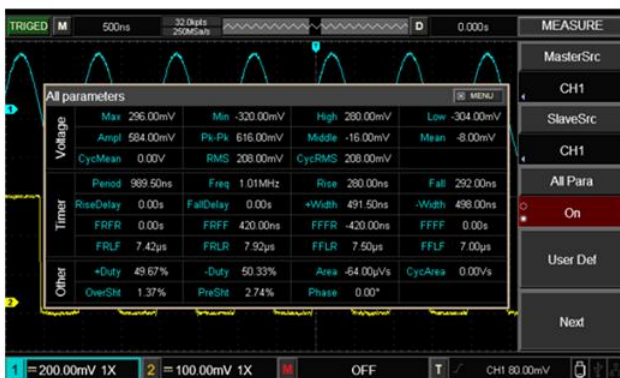 TRIGED M 500ns 32.0kpts D 0.000s MEASURE
250MSa/s
MasterSrc
CH1
SlaveSrc
CH1
All Para
On
User Def
Next
All parameters MENU
Voltage
Max 296.00mV Min -320.00mV High 280.00mV Low -304.00mV
Ampl 584.00mV Pk-Pk 616.00mV Middle -16.00mV Mean -8.00mV
CycMean 0.00V RMS 208.00mV CycRMS 208.00mV
Timer
Period 989.50ns Freq 1.01MHz Rise 280.00ns Fall 292.00ns
RiseDelay 0.00s FallDelay 0.00s +Width 491.50ns -Width 498.00ns
FRFR 0.00s FRFF 420.00ns FFFR -420.00ns FFFF 0.00s
FRLF 7.42µs FRLR 7.92µs FFLR 7.50µs FFLF 7.00µs
Other
+Duty 49.67% -Duty 50.33% Area -64.00µVs CycArea 0.00Vs
OverSht 1.37% PreSht 2.74% Phase 0.00°
1
2
1 =200.00mV 1X 2 =100.00mV 1X M OFF T CH1 80.00mV